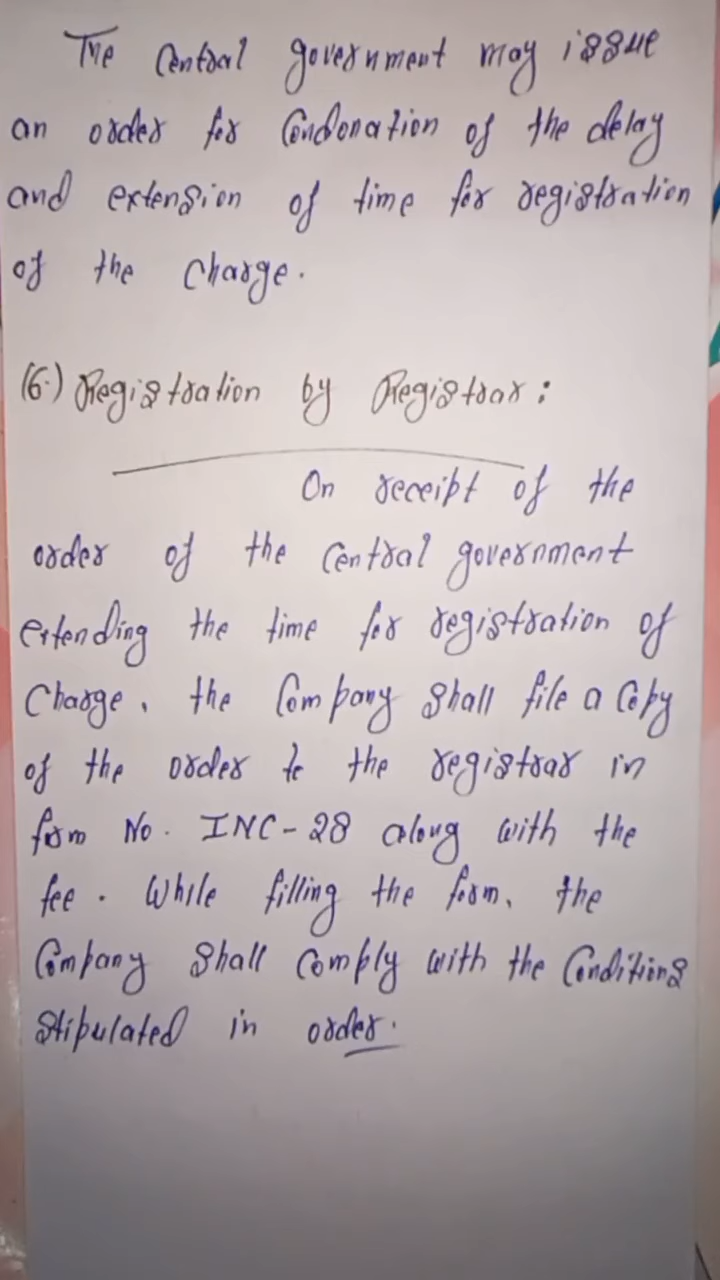 The Central government may issue
an order for Condonation of the delay
and extension of time for registration
of the Charge.
(6.) Registration by Registrar :
On receipt of the
order of the Central government
extending the time for registration of
Charge, the Company Shall file a Copy
of the order to the registrar in
form No. INC-28 along with the
fee. While filling the form, the
Company Shall Comply with the Conditions
Stipulated in order.